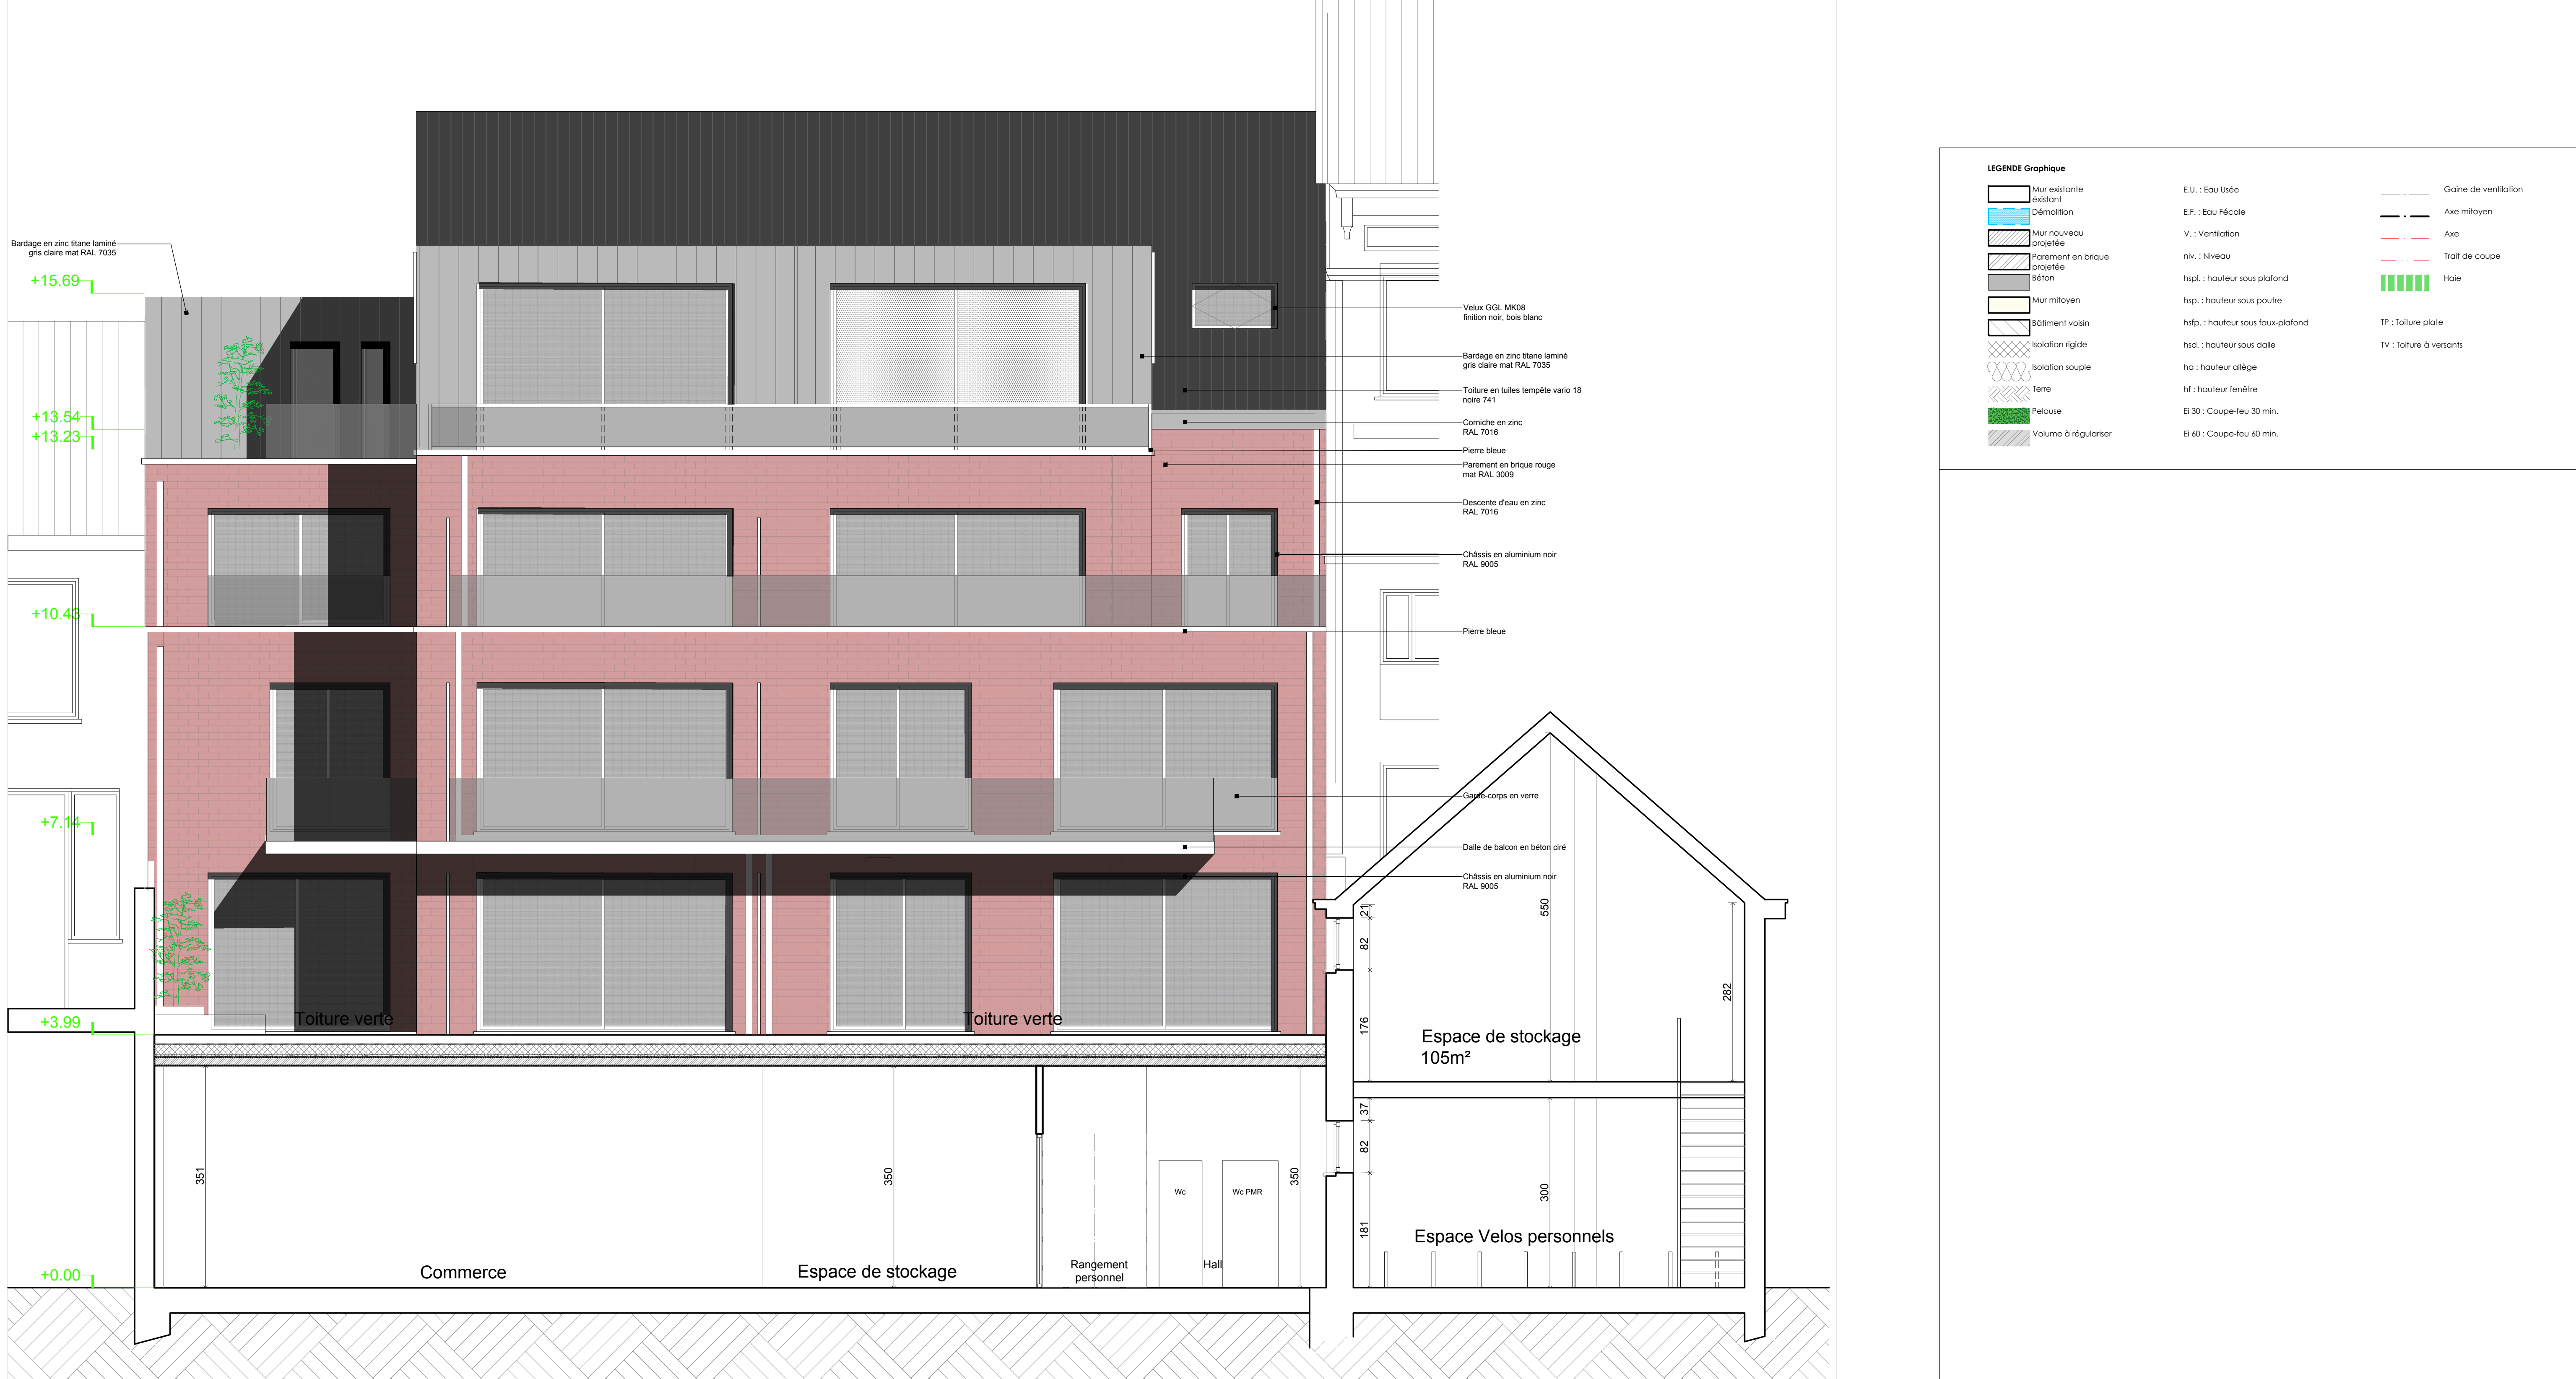 Bardage en zinc titane laminé
gris claire mat RAL 7035
+15.69
+13.54
+13.23
+10.43
+7.14
+3.99
+0.00
Velux GGL MK08
finition noir, bois blanc
Bardage en zinc titane laminé
gris claire mat RAL 7035
Toiture en tuiles tempête vario 18
noire 741
Corniche en zinc
RAL 7016
Pierre bleue
Parement en brique rouge
mat RAL 3009
Descente d'eau en zinc
RAL 7016
Châssis en aluminium noir
RAL 9005
Pierre bleue
Garde-corps en verre
Dalle de balcon en béton ciré
Châssis en aluminium noir
RAL 9005
Toiture verte
Toiture verte
351
350
350
Commerce
Espace de stockage
Rangement
personnel
Wc
Hall
Wc PMR
21
82
176
37
82
181
550
282
300
Espace de stockage
105m²
Espace Velos personnels
LEGENDE Graphique
Mur existante
éxistant
Démolition
Mur nouveau
projetée
Parement en brique
projetée
Béton
Mur mitoyen
Bâtiment voisin
Isolation rigide
Isolation souple
Terre
Pelouse
Volume à régulariser
E.U. : Eau Usée
E.F. : Eau Fécale
V. : Ventilation
niv. : Niveau
hspl. : hauteur sous plafond
hsp. : hauteur sous poutre
hsfp. : hauteur sous faux-plafond
hsd. : hauteur sous dalle
ha : hauteur allège
hf : hauteur fenêtre
Ei 30 : Coupe-feu 30 min.
Ei 60 : Coupe-feu 60 min.
Gaine de ventilation
Axe mitoyen
Axe
Trait de coupe
Haie
TP : Toiture plate
TV : Toiture à versants